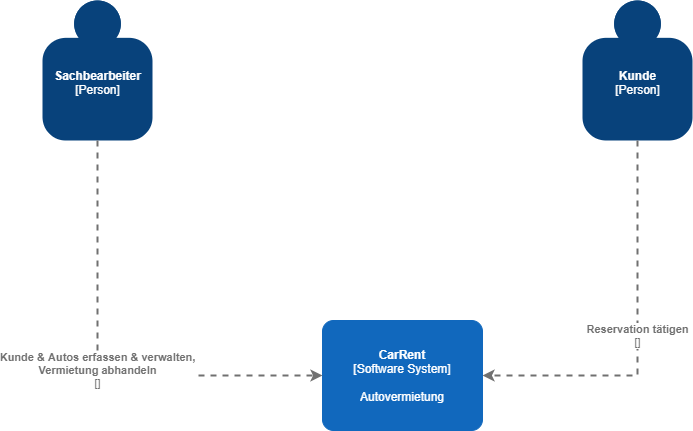 Sachbearbeiter
[Person]
Kunde
[Person]
Reservation tätigen
[]
Kunde & Autos erfassen & verwalten,
Vermietung abhandeln
[]
CarRent
[Software System]
Autovermietung